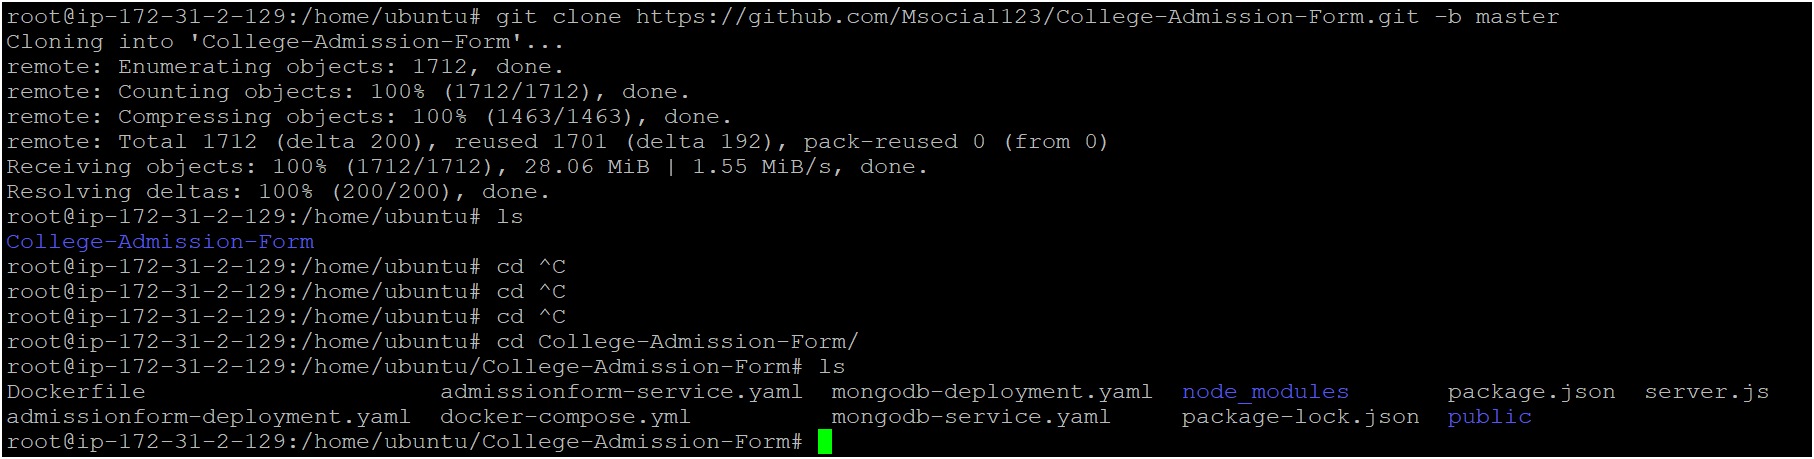 root@ip-172-31-2-129:/home/ubuntu# git clone https://github.com/Msocial123/College-Admission-Form.git -b master
Cloning into 'College-Admission-Form'...
remote: Enumerating objects: 1712, done.
remote: Counting objects: 100% (1712/1712), done.
remote: Compressing objects: 100% (1463/1463), done.
remote: Total 1712 (delta 200), reused 1701 (delta 192), pack-reused 0 (from 0)
Receiving objects: 100% (1712/1712), 28.06 MiB | 1.55 MiB/s, done.
Resolving deltas: 100% (200/200), done.
root@ip-172-31-2-129:/home/ubuntu# ls
College-Admission-Form
root@ip-172-31-2-129:/home/ubuntu# cd ^C
root@ip-172-31-2-129:/home/ubuntu# cd ^C
root@ip-172-31-2-129:/home/ubuntu# cd ^C
root@ip-172-31-2-129:/home/ubuntu# cd College-Admission-Form/
root@ip-172-31-2-129:/home/ubuntu/College-Admission-Form# ls
Dockerfile                     admissionform-service.yaml  mongodb-deployment.yaml  node_modules       package.json  server.js
admissionform-deployment.yaml  docker-compose.yml          mongodb-service.yaml     package-lock.json  public
root@ip-172-31-2-129:/home/ubuntu/College-Admission-Form#